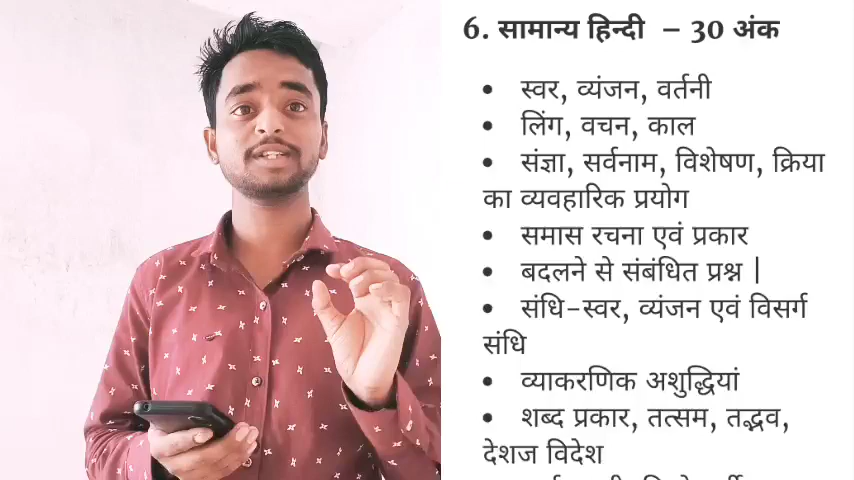 6. सामान्य हिन्दी – 30 अंक
• स्वर, व्यंजन, वर्तनी
• लिंग, वचन, काल
• संज्ञा, सर्वनाम, विशेषण, क्रिया
का व्यवहारिक प्रयोग
• समास रचना एवं प्रकार
• बदलने से संबंधित प्रश्न |
• संधि-स्वर, व्यंजन एवं विसर्ग
संधि
• व्याकरणिक अशुद्धियां
• शब्द प्रकार, तत्सम, तद्भव,
देशज विदेश